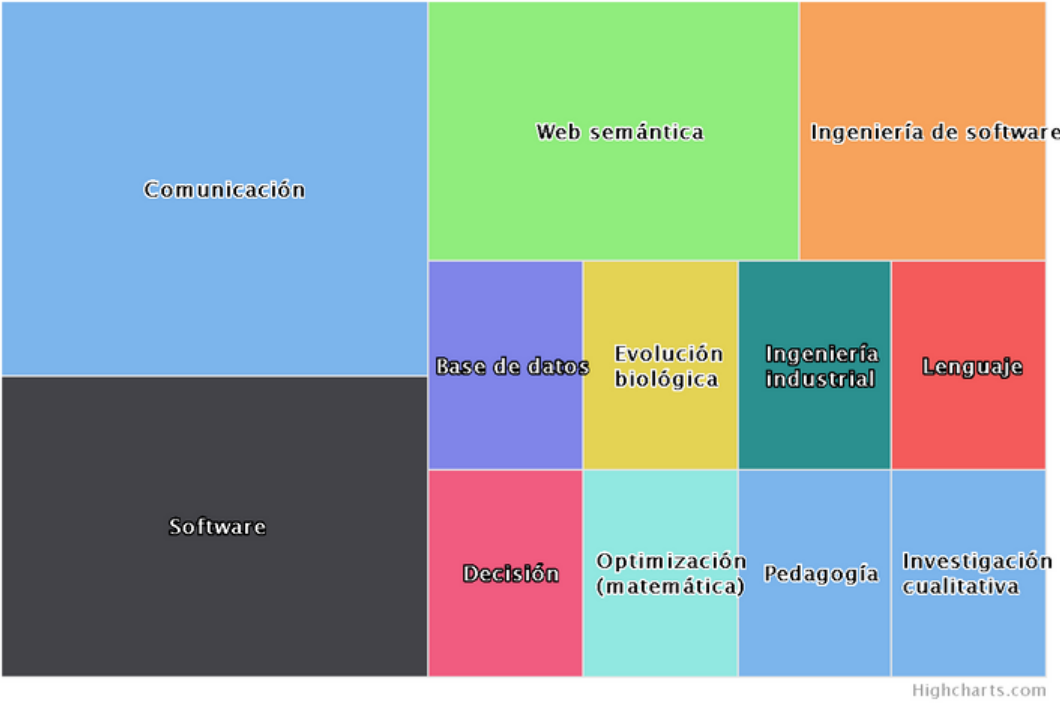 Comunicación
Web semántica
Ingeniería de software
Base de datos
Evolución
biológica
Ingeniería
industrial
Lenguaje
Software
Decisión
Optimización
(matemática)
Pedagogía
Investigación
cualitativa
Highcharts.com